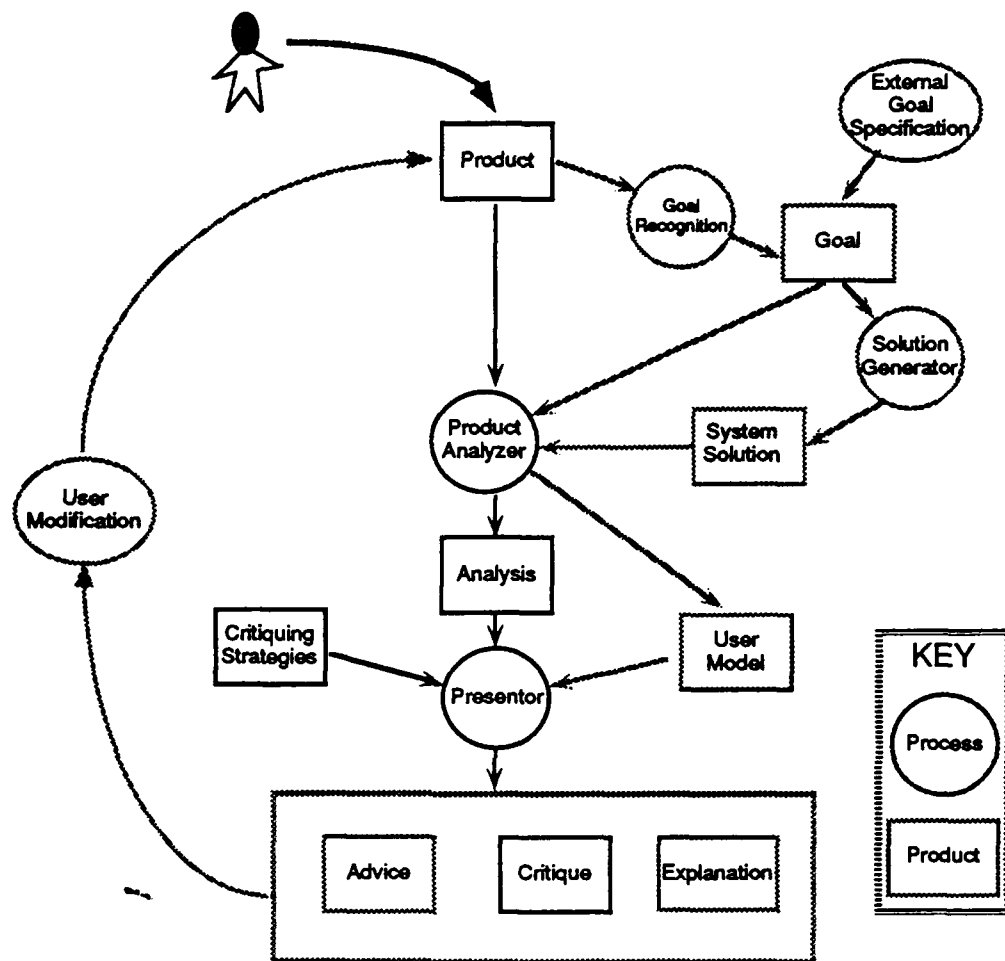 External
Goal
Specification
Product
Goal
Recognition
Goal
Solution
Generator
Product
Analyzer
System
Solution
User
Modification
Analysis
Critiquing
Strategies
User
Model
Presentor
KEY
Process
Product
Advice
Critique
Explanation